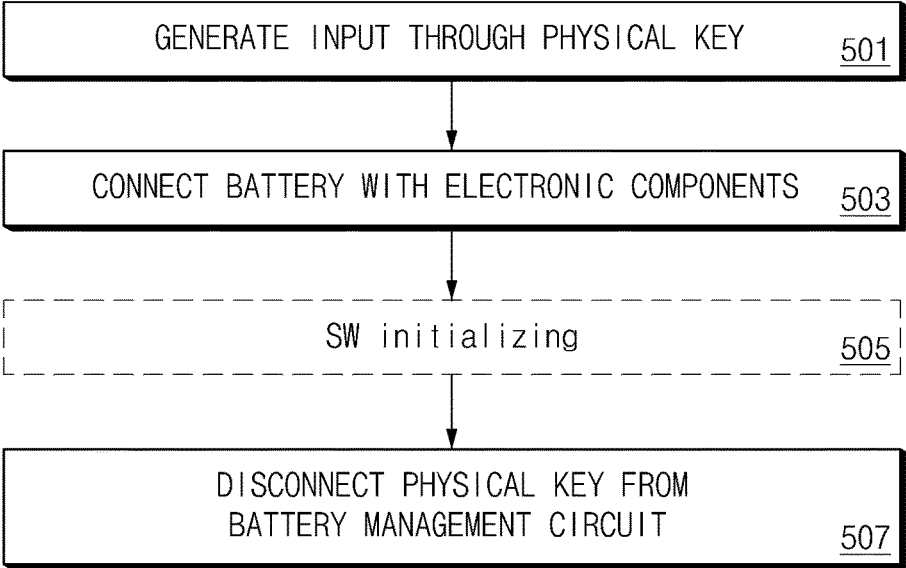 GENERATE INPUT THROUGH PHYSICAL KEY
501
CONNECT BATTERY WITH ELECTRONIC COMPONENTS
503
SW initializing
505
DISCONNECT PHYSICAL KEY FROM
BATTERY MANAGEMENT CIRCUIT
507